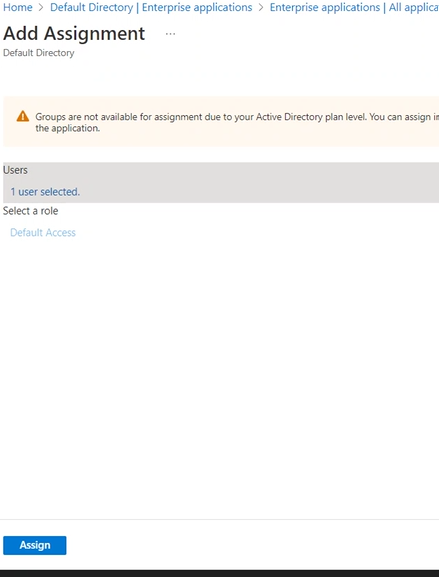 Home > Default Directory | Enterprise applications > Enterprise applications | All
Add Assignment ...
Default Directory
Groups are not available for assignment due to your Active Directory plan level. You can assign
the application.
Users
1 user selected.
Select a role
Default Access
Assign